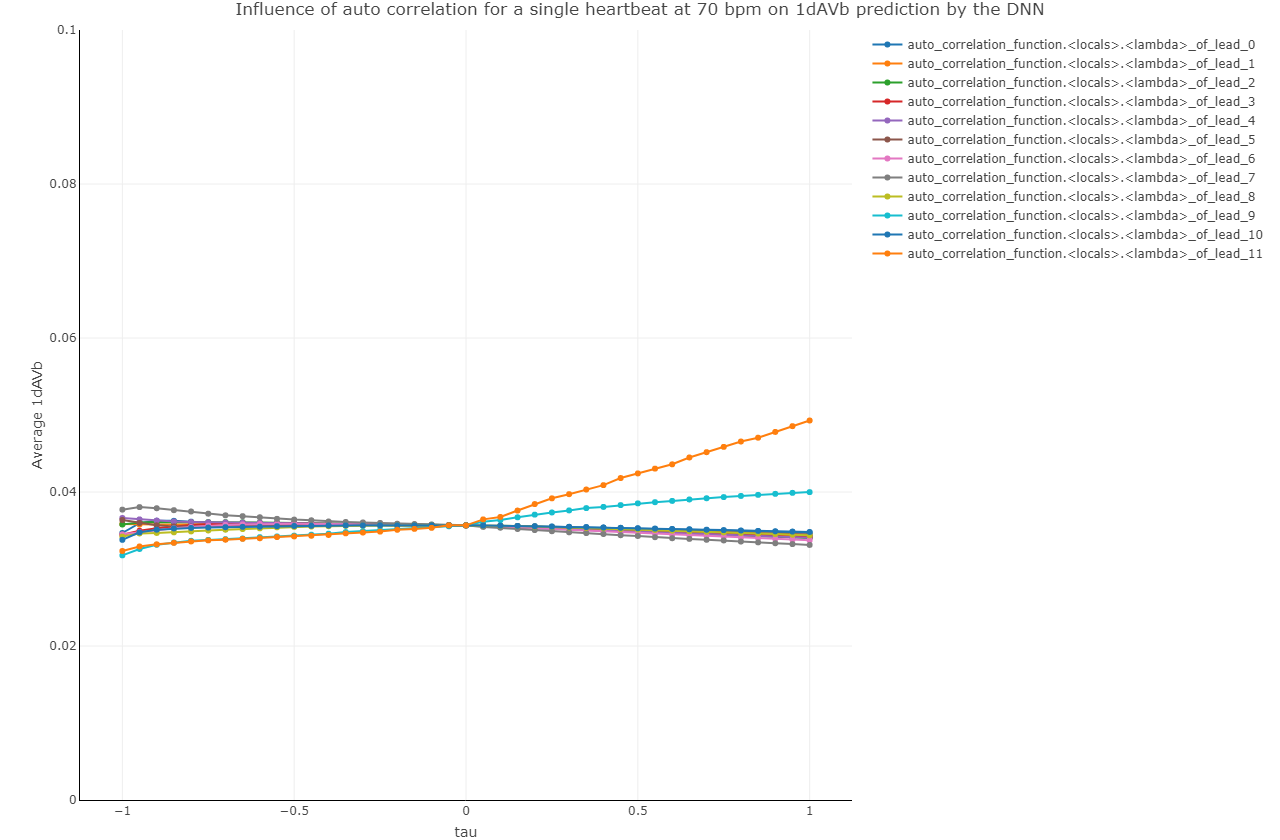 Influence of auto correlation for a single heartbeat at 70 bpm on 1dAVb prediction by the DNN
0.1
0.08
0.06
0.04
0.02
0
Average 1dAVb
−1
−0.5
0
0.5
1
tau
auto_correlation_function.<locals>.<lambda>_of_lead_0
auto_correlation_function.<locals>.<lambda>_of_lead_1
auto_correlation_function.<locals>.<lambda>_of_lead_2
auto_correlation_function.<locals>.<lambda>_of_lead_3
auto_correlation_function.<locals>.<lambda>_of_lead_4
auto_correlation_function.<locals>.<lambda>_of_lead_5
auto_correlation_function.<locals>.<lambda>_of_lead_6
auto_correlation_function.<locals>.<lambda>_of_lead_7
auto_correlation_function.<locals>.<lambda>_of_lead_8
auto_correlation_function.<locals>.<lambda>_of_lead_9
auto_correlation_function.<locals>.<lambda>_of_lead_10
auto_correlation_function.<locals>.<lambda>_of_lead_11